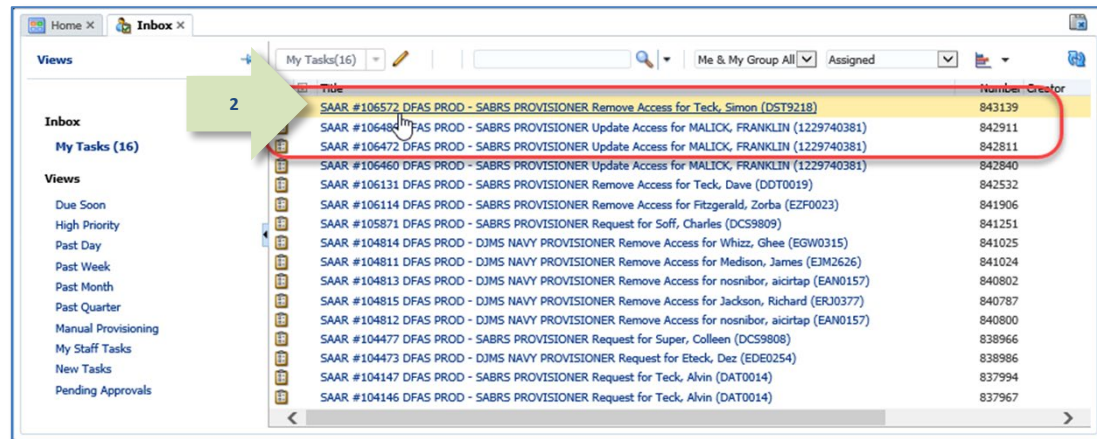 Home × Inbox ×
Views
My Tasks(16) Me & My Group All Assigned
2
Title Number Creator
SAAR #106572 DFAS PROD - SABRS PROVISIONER Remove Access for Teck, Simon (DST9218) 843139
DFAS PROD - SABRS PROVISIONER Update Access for MALICK, FRANKLIN (1229740381) 842911
SAAR #106472 DFAS PROD - SABRS PROVISIONER Update Access for MALICK, FRANKLIN (1229740381) 842811
SAAR #106460 DFAS PROD - SABRS PROVISIONER Update Access for MALICK, FRANKLIN (1229740381) 842840
SAAR #106131 DFAS PROD - SABRS PROVISIONER Remove Access for Teck, Dave (DDT0019) 842532
SAAR #106114 DFAS PROD - SABRS PROVISIONER Remove Access for Fitzgerald, Zorba (EZF0023) 841906
SAAR #105871 DFAS PROD - SABRS PROVISIONER Request for Soff, Charles (DCS9809) 841251
SAAR #104814 DFAS PROD - DJMS NAVY PROVISIONER Remove Access for Whizz, Ghee (EGW0315) 841025
SAAR #104811 DFAS PROD - DJMS NAVY PROVISIONER Remove Access for Medison, James (EJM2626) 841024
SAAR #104813 DFAS PROD - DJMS NAVY PROVISIONER Remove Access for nosnibor, aicirtap (EAN0157) 840802
SAAR #104815 DFAS PROD - DJMS NAVY PROVISIONER Remove Access for Jackson, Richard (ERJ0377) 840787
SAAR #104812 DFAS PROD - DJMS NAVY PROVISIONER Remove Access for nosnibor, aicirtap (EAN0157) 840800
SAAR #104477 DFAS PROD - SABRS PROVISIONER Request for Super, Colleen (DCS9808) 838966
SAAR #104473 DFAS PROD - DJMS NAVY PROVISIONER Request for Eteck, Dez (EDE0254) 838986
SAAR #104147 DFAS PROD - SABRS PROVISIONER Request for Teck, Alvin (DAT0014) 837994
SAAR #104146 DFAS PROD - SABRS PROVISIONER Request for Teck, Alvin (DAT0014) 837967
Inbox
My Tasks (16)
Views
Due Soon
High Priority
Past Day
Past Week
Past Month
Past Quarter
Manual Provisioning
My Staff Tasks
New Tasks
Pending Approvals